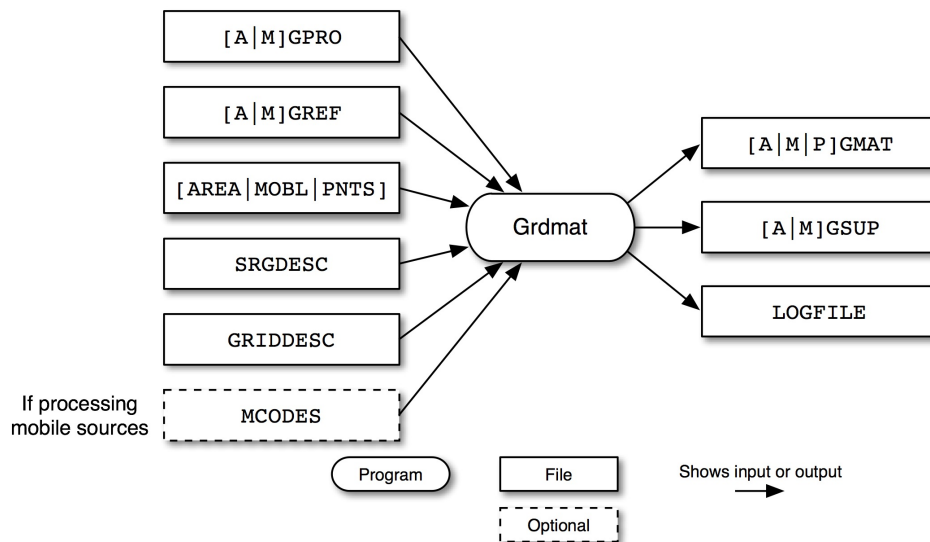 [A|M]GPRO
[A|M]GREF
[AREA|MOBL|PNTS]
SRGDESC
GRIDDESC
If processing
mobile sources
MCODES
Grdmat
[A|M|P]GMAT
[A|M]GSUP
LOGFILE
Program
File
Shows input or output
Optional